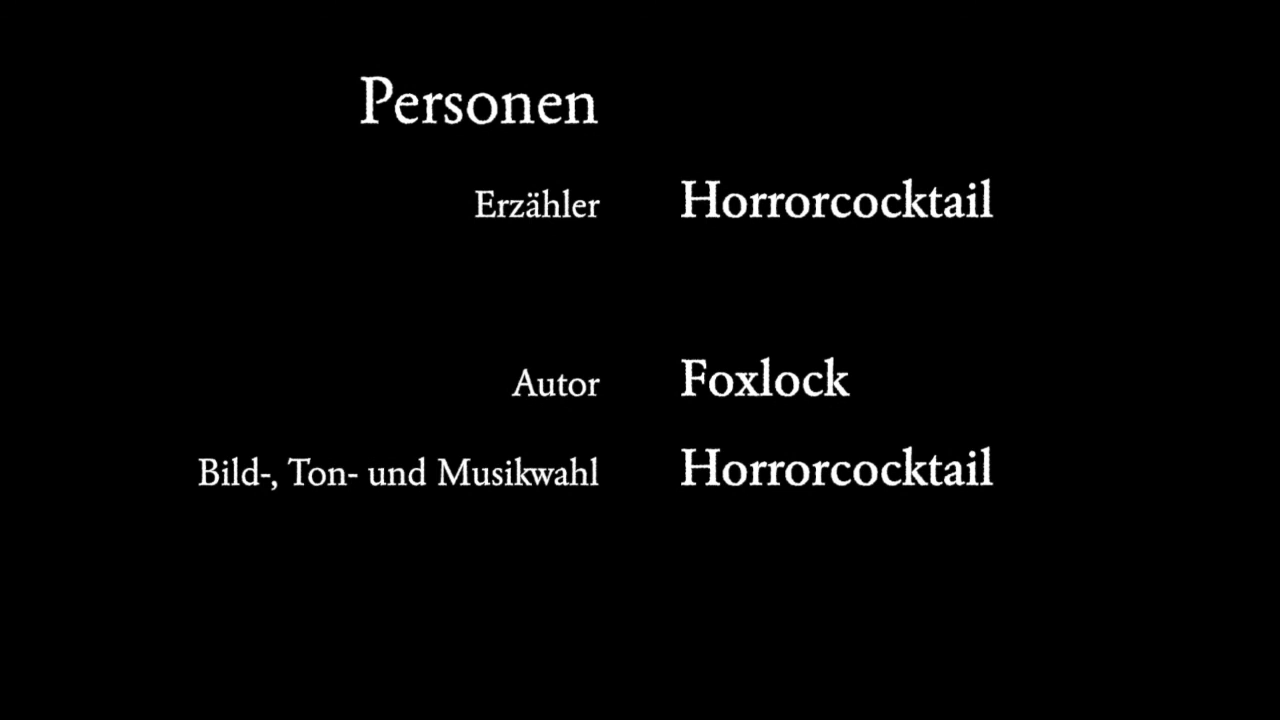 Personen
Erzähler Horrorcocktail
Autor Foxlock
Bild-, Ton- und Musikwahl Horrorcocktail